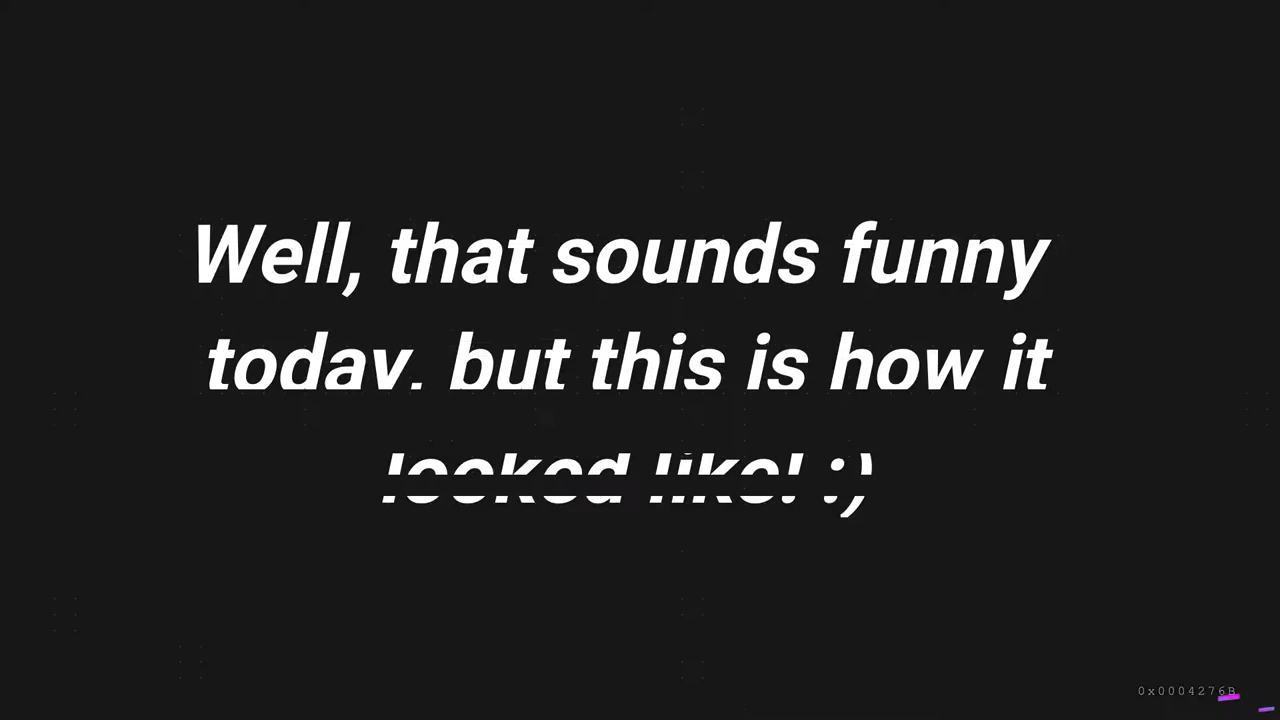 Well, that sounds funny
today, but this is how it
looked like! :)
0x0004276B